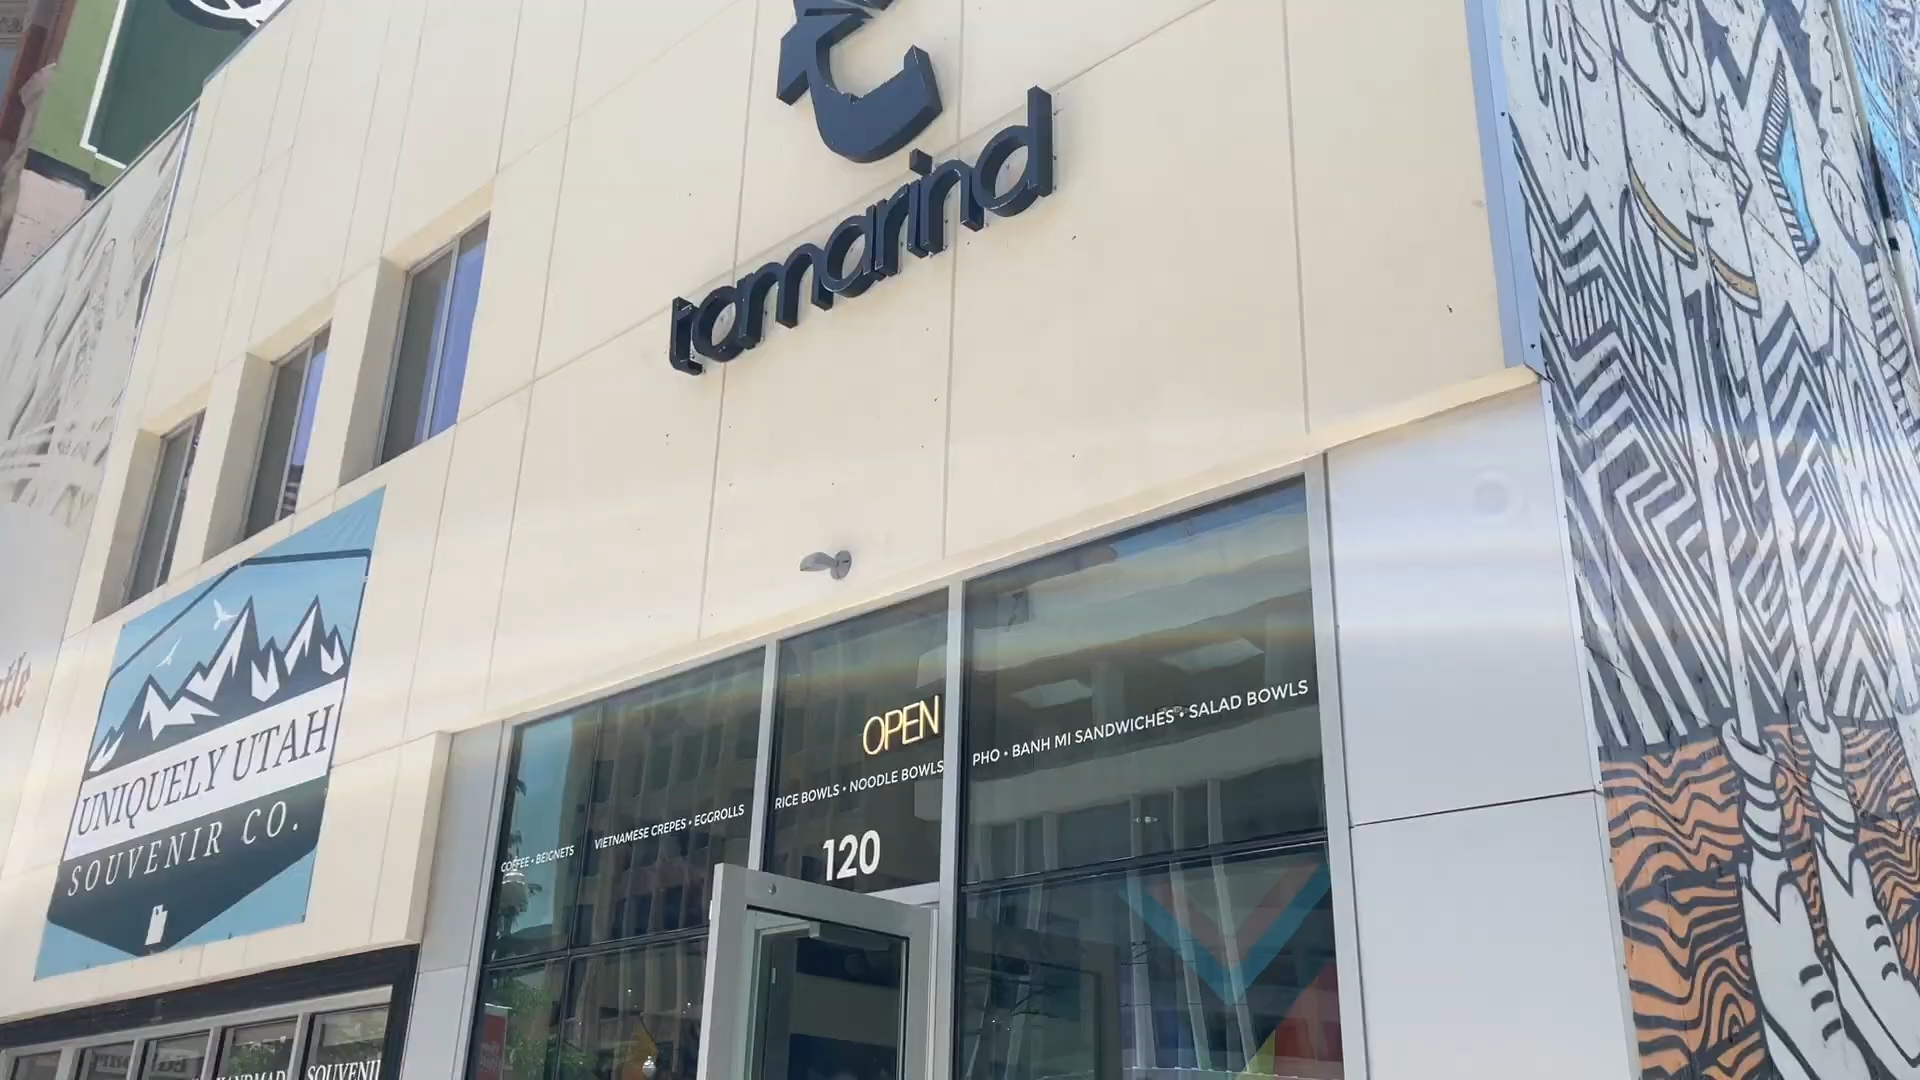 tamarind
UNIQUELY UTAH
SOUVENIR CO.
OPEN
COFFEE • BEIGNETS
VIETNAMESE CREPES • EGGROLLS
RICE BOWLS • NOODLE BOWLS
PHO • BANH MI SANDWICHES • SALAD BOWLS
120